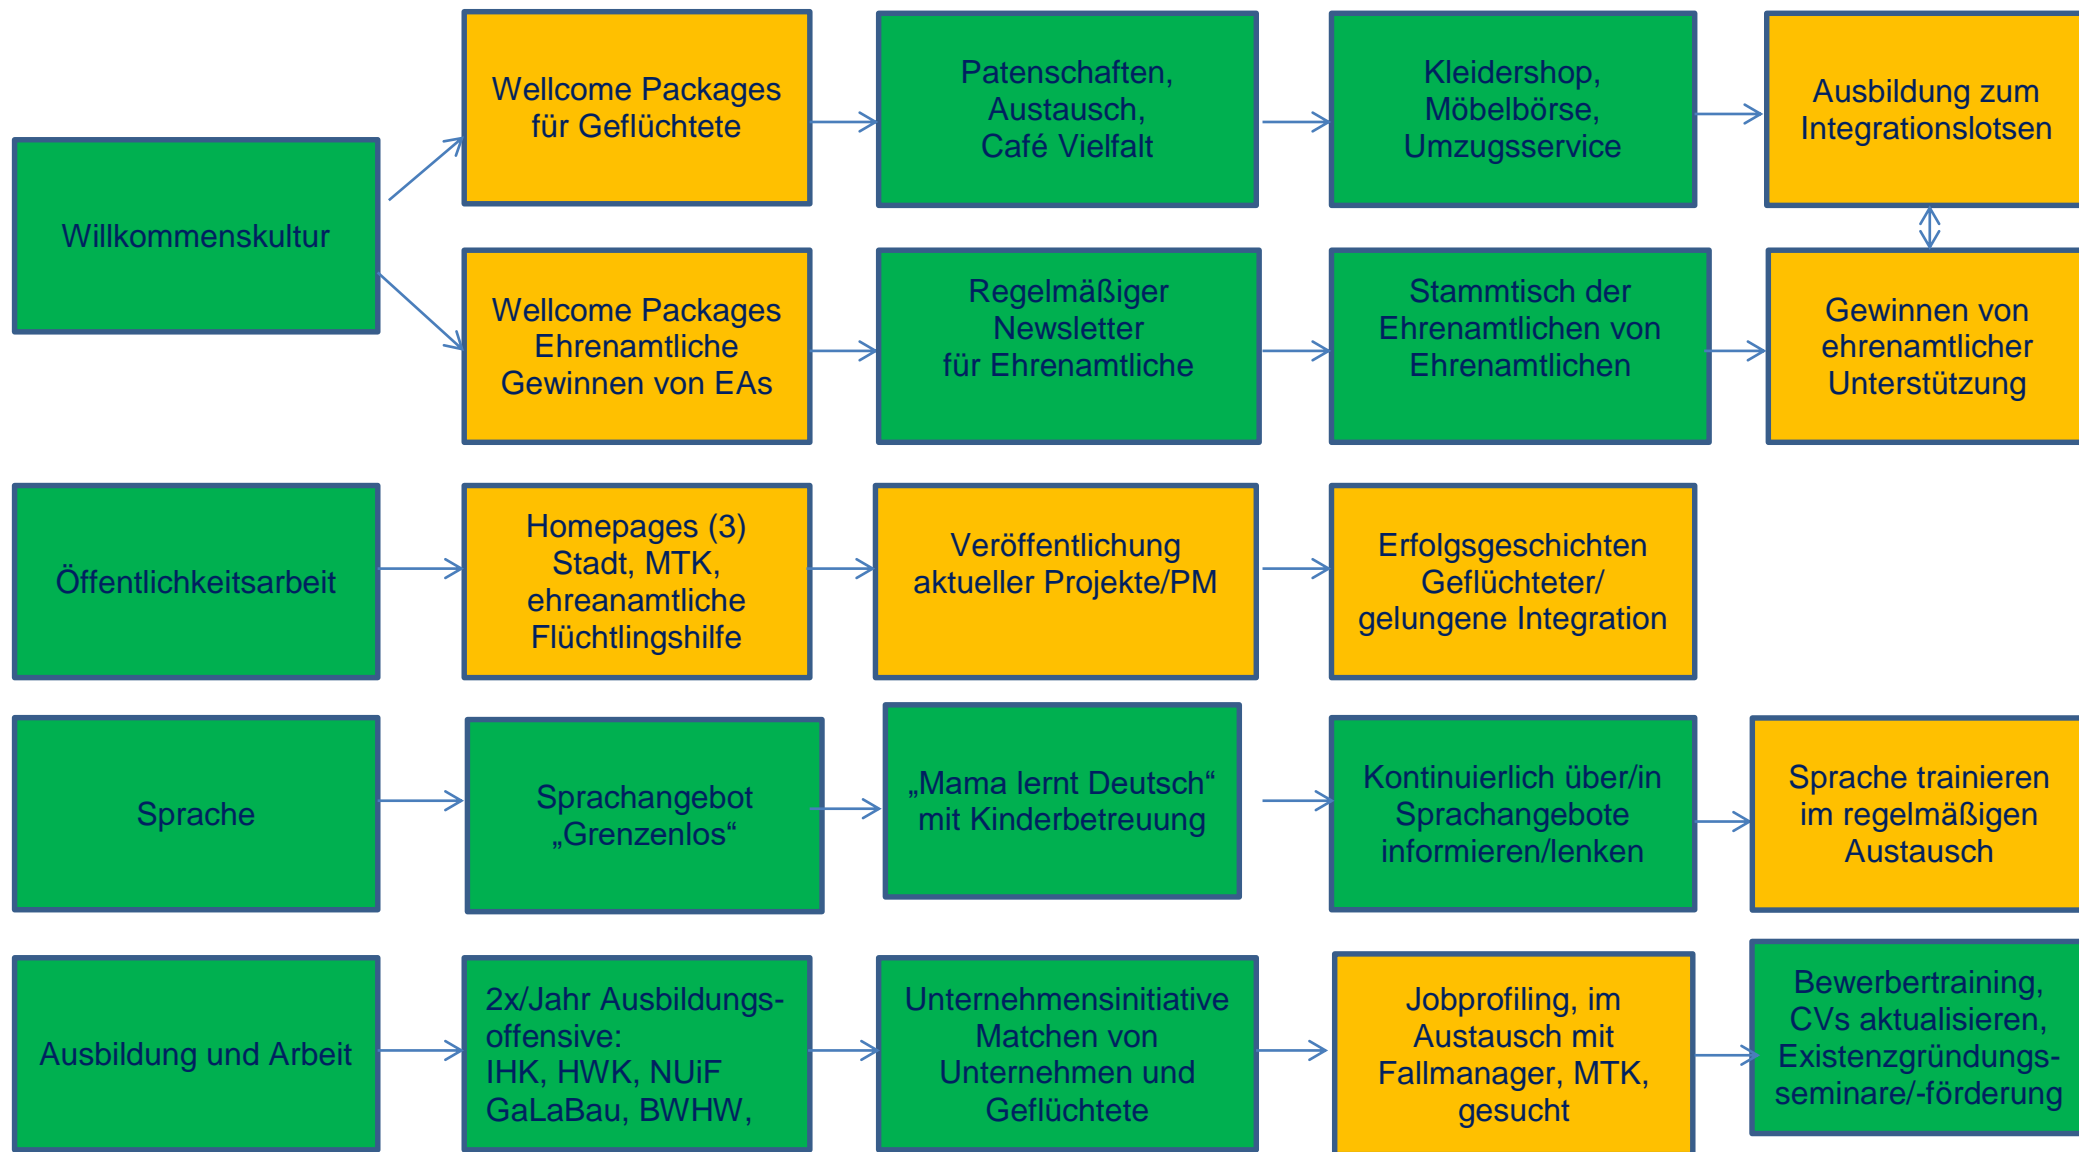 Willkommenskultur
Wellcome Packages
für Geflüchtete
Patenschaften,
Austausch,
Café Vielfalt
Kleidershop,
Möbelbörse,
Umzugsservice
Ausbildung zum
Integrationslotsen
Wellcome Packages
Ehrenamtliche
Gewinnen von EAs
Regelmäßiger
Newsletter
für Ehrenamtliche
Stammtisch der
Ehrenamtlichen von
Ehrenamtlichen
Gewinnen von
ehrenamtlicher
Unterstützung
Öffentlichkeitsarbeit
Homepages (3)
Stadt, MTK,
ehreanamtliche
Flüchtlingshilfe
Veröffentlichung
aktueller Projekte/PM
Erfolgsgeschichten
Geflüchteter/
gelungene Integration
Sprache
Sprachangebot
„Grenzenlos“
„Mama lernt Deutsch“
mit Kinderbetreuung
Kontinuierlich über/in
Sprachangebote
informieren/lenken
Sprache trainieren
im regelmäßigen
Austausch
Ausbildung und Arbeit
2x/Jahr Ausbildungs-
offensive:
IHK, HWK, NUiF
GaLaBau, BWHW,
Unternehmensinitiative
Matchen von
Unternehmen und
Geflüchtete
Jobprofiling, im
Austausch mit
Fallmanager, MTK,
gesucht
Bewerbertraining,
CVs aktualisieren,
Existenzgründungs-
seminare/-förderung